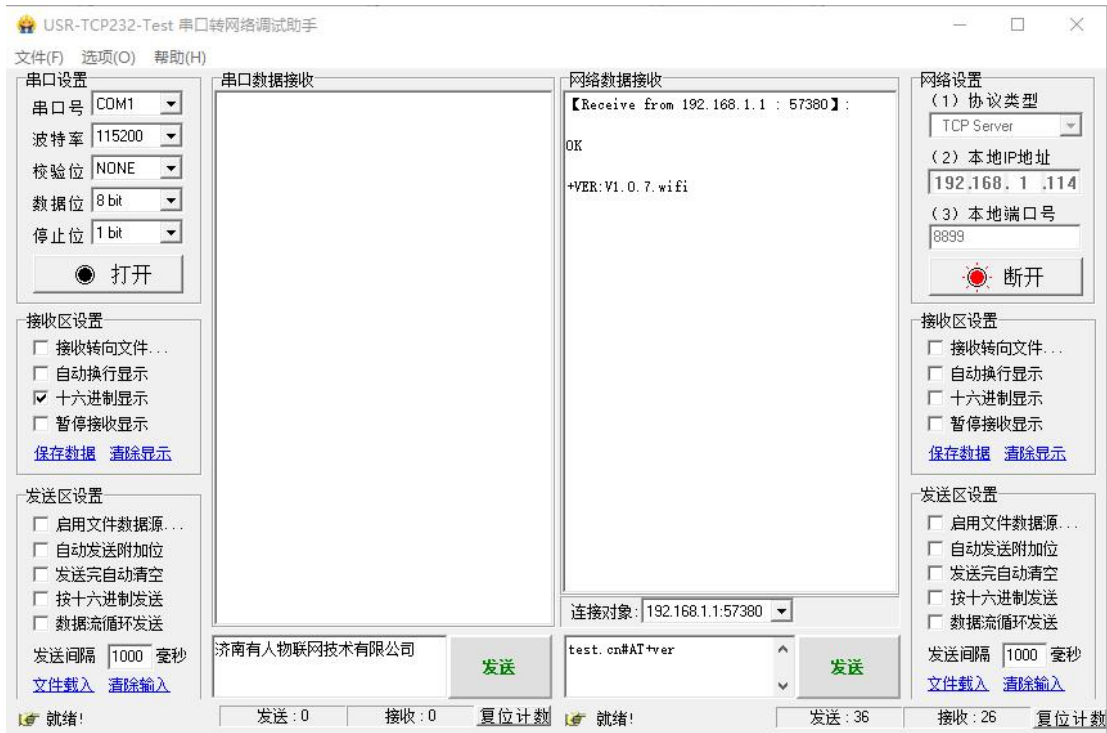 USR-TCP232-Test 串口转网络调试助手
文件(F) 选项(O) 帮助(H)
串口设置
串口号 COM1
波特率 115200
校验位 NONE
数据位 8 bit
停止位 1 bit
打开
接收区设置
接收转向文件...
自动换行显示
十六进制显示
暂停接收显示
保存数据 清除显示
发送区设置
启用文件数据源...
自动发送附加位
发送完自动清空
按十六进制发送
数据流循环发送
发送间隔 1000 毫秒
文件载入 清除输入
串口数据接收
济南有人物联网技术有限公司
发送
网络数据接收
【Receive from 192.168.1.1 : 57380】:
OK
+VER:V1.0.7.wifi
连接对象: 192.168.1.1:57380
test.cn#AT+ver
发送
网络设置
(1) 协议类型
TCP Server
(2) 本地IP地址
192.168. 1 .114
(3) 本地端口号
8899
断开
接收区设置
接收转向文件...
自动换行显示
十六进制显示
暂停接收显示
保存数据 清除显示
发送区设置
启用文件数据源...
自动发送附加位
发送完自动清空
按十六进制发送
数据流循环发送
发送间隔 1000 毫秒
文件载入 清除输入
就绪! 发送:0 接收:0 复位计数
就绪! 发送:36 接收:26 复位计数